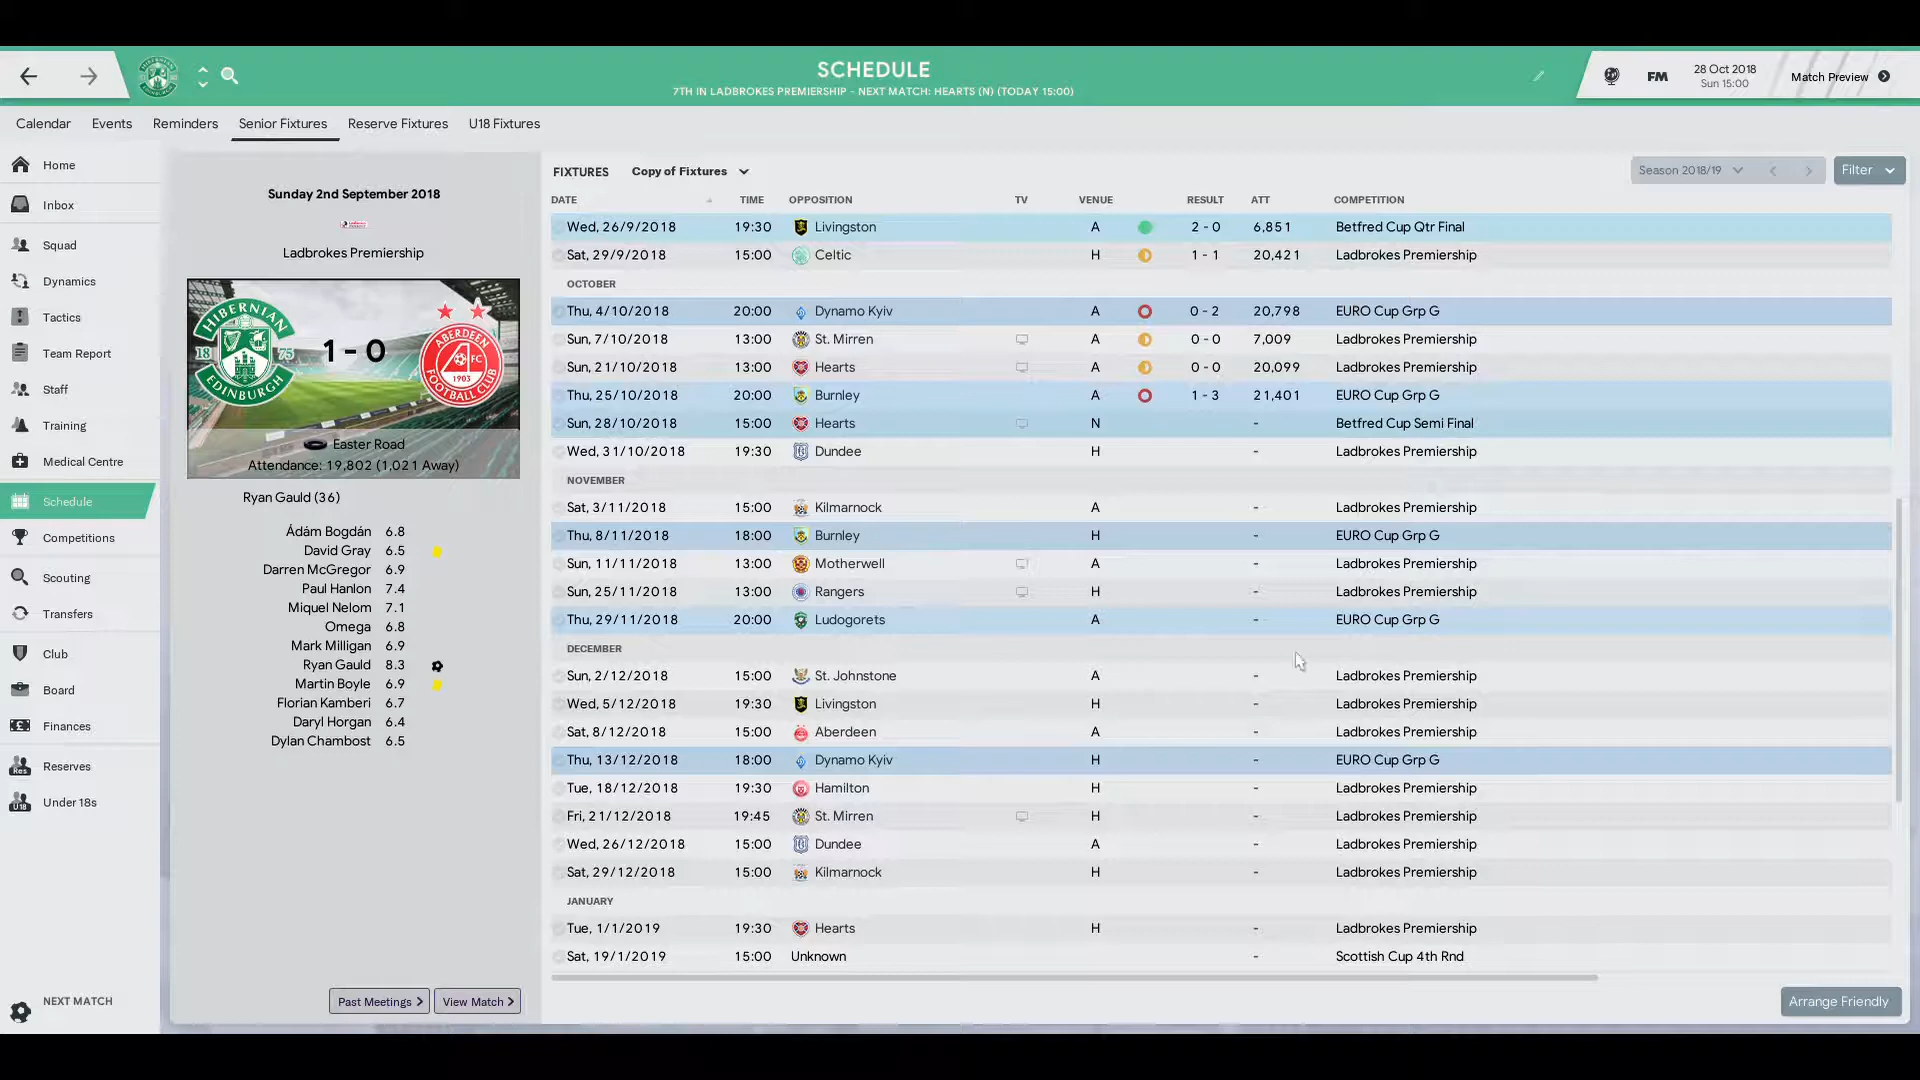 SCHEDULE
7TH IN LADBROKES PREMIERSHIP - NEXT MATCH: HEARTS (N) (TODAY 15:00)
FM
28 Oct 2018
Sun 15:00
Match Preview
Calendar Events Reminders Senior Fixtures Reserve Fixtures U18 Fixtures
Home
Inbox
Squad
Dynamics
Tactics
Team Report
Staff
Training
Medical Centre
Schedule
Competitions
Scouting
Transfers
Club
Board
Finances
Res Reserves
U18 Under 18s
NEXT MATCH
Sunday 2nd September 2018
Ladbrokes Premiership
HIBERNIAN
18 75
EDINBURGH
1 - 0
ABERDEEN
FC
1903
FOOTBALL CLUB
Easter Road
Attendance: 19,802 (1,021 Away)
Ryan Gauld (36)
Ádám Bogdán 6.8
David Gray 6.5
Darren McGregor 6.9
Paul Hanlon 7.4
Miquel Nelom 7.1
Omega 6.8
Mark Milligan 6.9
Ryan Gauld 8.3
Martin Boyle 6.9
Florian Kamberi 6.7
Daryl Horgan 6.4
Dylan Chambost 6.5
Past Meetings View Match
FIXTURES Copy of Fixtures Season 2018/19 Filter
DATE TIME OPPOSITION TV VENUE RESULT ATT COMPETITION
Wed, 26/9/2018 19:30 Livingston A 2 - 0 6,851 Betfred Cup Qtr Final
Sat, 29/9/2018 15:00 Celtic H 1 - 1 20,421 Ladbrokes Premiership
OCTOBER
Thu, 4/10/2018 20:00 Dynamo Kyiv A 0 - 2 20,798 EURO Cup Grp G
Sun, 7/10/2018 13:00 St. Mirren A 0 - 0 7,009 Ladbrokes Premiership
Sun, 21/10/2018 13:00 Hearts A 0 - 0 20,099 Ladbrokes Premiership
Thu, 25/10/2018 20:00 Burnley A 1 - 3 21,401 EURO Cup Grp G
Sun, 28/10/2018 15:00 Hearts N - Betfred Cup Semi Final
Wed, 31/10/2018 19:30 Dundee H - Ladbrokes Premiership
NOVEMBER
Sat, 3/11/2018 15:00 Kilmarnock A - Ladbrokes Premiership
Thu, 8/11/2018 18:00 Burnley H - EURO Cup Grp G
Sun, 11/11/2018 13:00 Motherwell A - Ladbrokes Premiership
Sun, 25/11/2018 13:00 Rangers H - Ladbrokes Premiership
Thu, 29/11/2018 20:00 Ludogorets A - EURO Cup Grp G
DECEMBER
Sun, 2/12/2018 15:00 St. Johnstone A - Ladbrokes Premiership
Wed, 5/12/2018 19:30 Livingston H - Ladbrokes Premiership
Sat, 8/12/2018 15:00 Aberdeen A - Ladbrokes Premiership
Thu, 13/12/2018 18:00 Dynamo Kyiv H - EURO Cup Grp G
Tue, 18/12/2018 19:30 Hamilton H - Ladbrokes Premiership
Fri, 21/12/2018 19:45 St. Mirren H - Ladbrokes Premiership
Wed, 26/12/2018 15:00 Dundee A - Ladbrokes Premiership
Sat, 29/12/2018 15:00 Kilmarnock H - Ladbrokes Premiership
JANUARY
Tue, 1/1/2019 19:30 Hearts H - Ladbrokes Premiership
Sat, 19/1/2019 15:00 Unknown - Scottish Cup 4th Rnd
Arrange Friendly